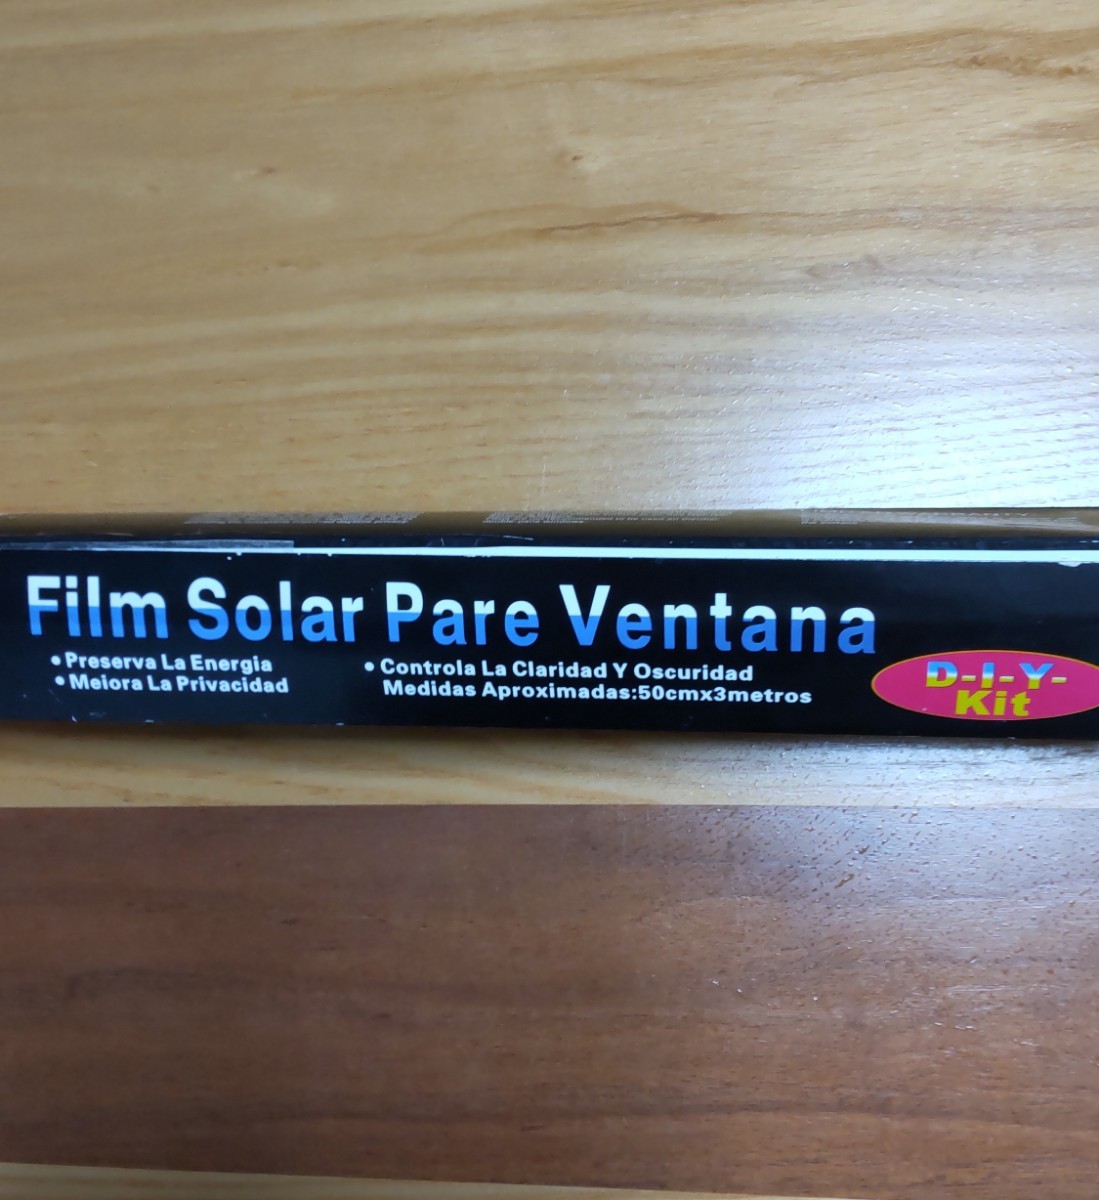 Film Solar Pare Ventana
• Preserva La Energia
• Meiora La Privacidad
• Controla La Claridad Y Oscuridad
Medidas Aproximadas:50cmx3metros
D-I-Y-
Kit